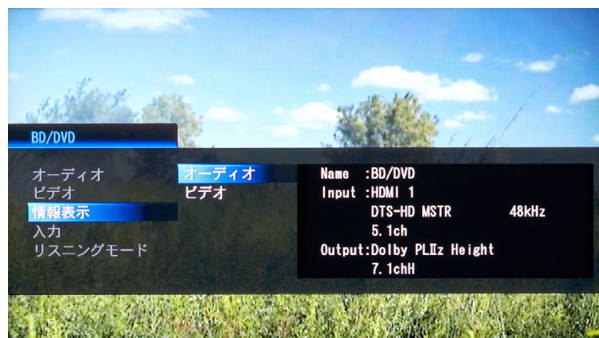 BD/DVD
オーディオ
ビデオ
情報表示
入力
リスニングモード
オーディオ
ビデオ
Name :BD/DVD
Input :HDMI 1
DTS-HD MSTR 48kHz
5.1ch
Output:Dolby PLⅡz Height
7.1chH